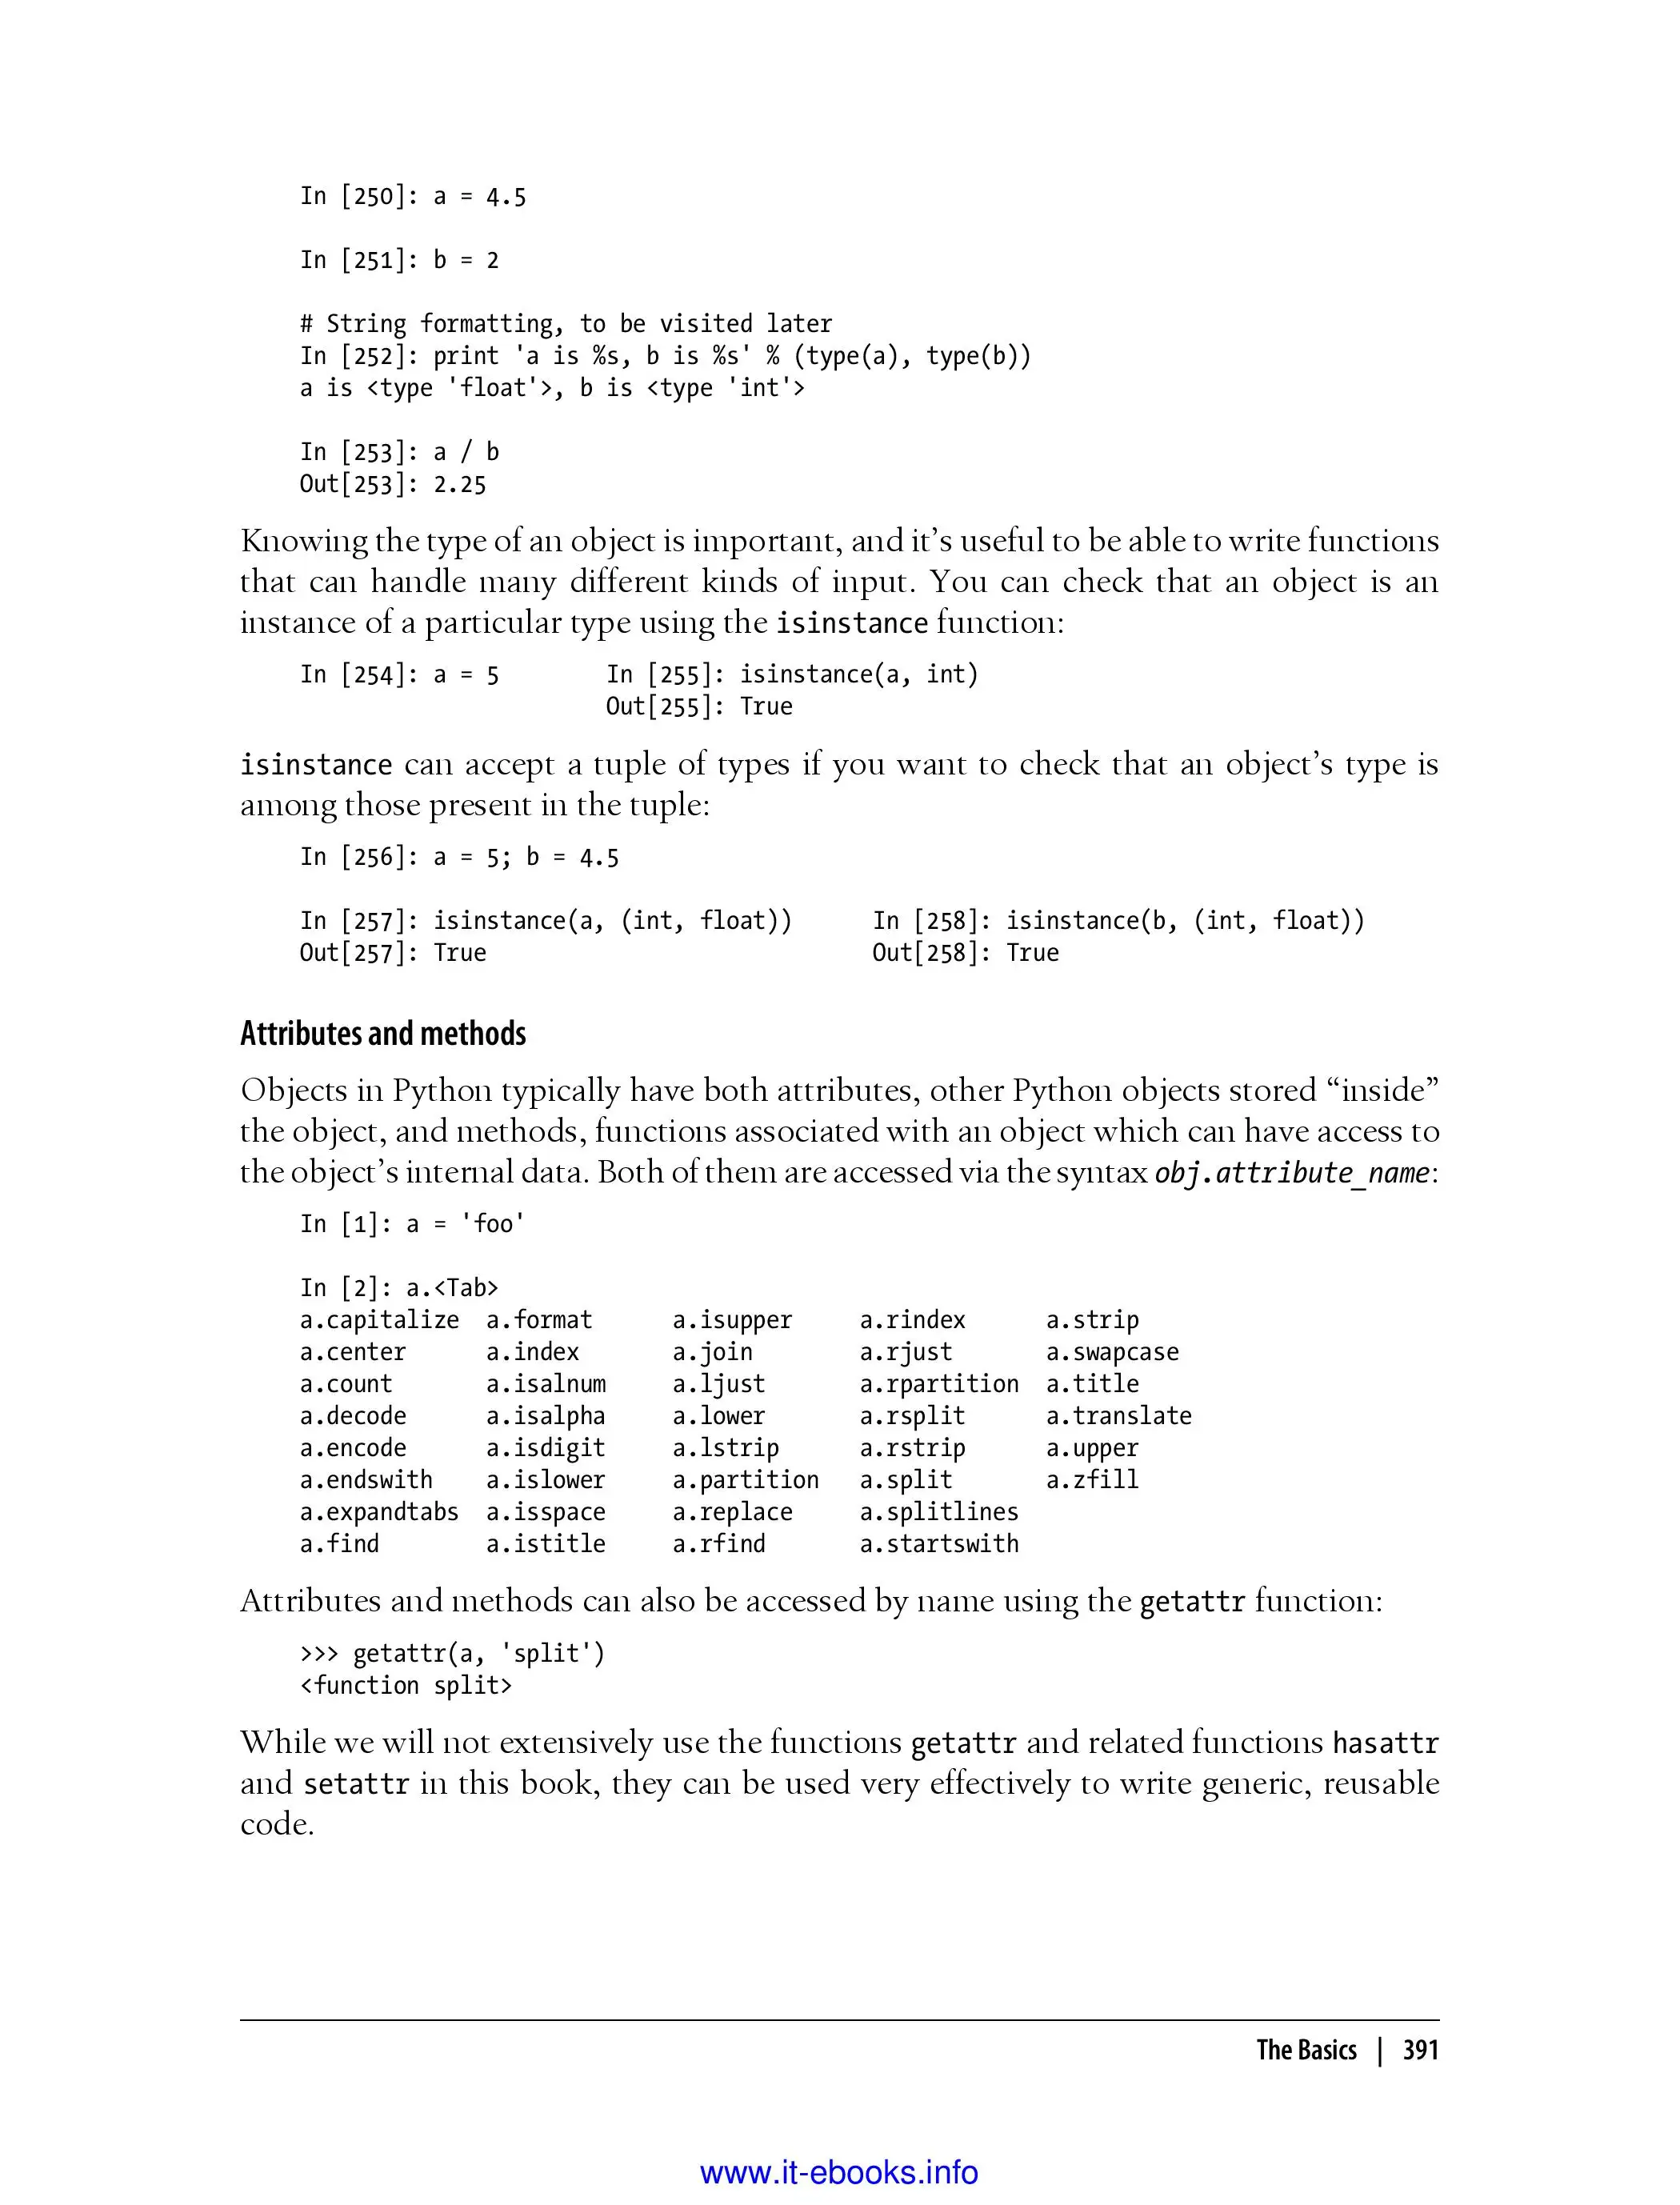 In [250]: a = 4.5
In [251]: b = 2
# String formatting, to be visited later
In [252]: print 'a is %s, b is %s' % (type(a), type(b))
a is <type 'float'>, b is <type 'int'>
In [253]: a / b
Out[253]: 2.25
Knowing the type of an object is important, and it’s useful to be able to write functions
that can handle many different kinds of input. You can check that an object is an
instance of a particular type using the isinstance function:
In [254]: a = 5        In [255]: isinstance(a, int)
                       Out[255]: True
isinstance can accept a tuple of types if you want to check that an object’s type is
among those present in the tuple:
In [256]: a = 5; b = 4.5
In [257]: isinstance(a, (int, float))      In [258]: isinstance(b, (int, float))
Out[257]: True                             Out[258]: True
Attributes and methods
Objects in Python typically have both attributes, other Python objects stored “inside”
the object, and methods, functions associated with an object which can have access to
the object’s internal data. Both of them are accessed via the syntax obj.attribute_name:
In [1]: a = 'foo'
In [2]: a.<Tab>
a.capitalize  a.format      a.isupper     a.rindex      a.strip
a.center      a.index       a.join        a.rjust       a.swapcase
a.count       a.isalnum     a.ljust       a.rpartition  a.title
a.decode      a.isalpha     a.lower       a.rsplit      a.translate
a.encode      a.isdigit     a.lstrip      a.rstrip      a.upper
a.endswith    a.islower     a.partition   a.split       a.zfill
a.expandtabs  a.isspace     a.replace     a.splitlines
a.find        a.istitle     a.rfind       a.startswith
Attributes and methods can also be accessed by name using the getattr function:
>>> getattr(a, 'split')
<function split>
While we will not extensively use the functions getattr and related functions hasattr
and setattr in this book, they can be used very effectively to write generic, reusable
code.
The Basics | 391
www.it-ebooks.info